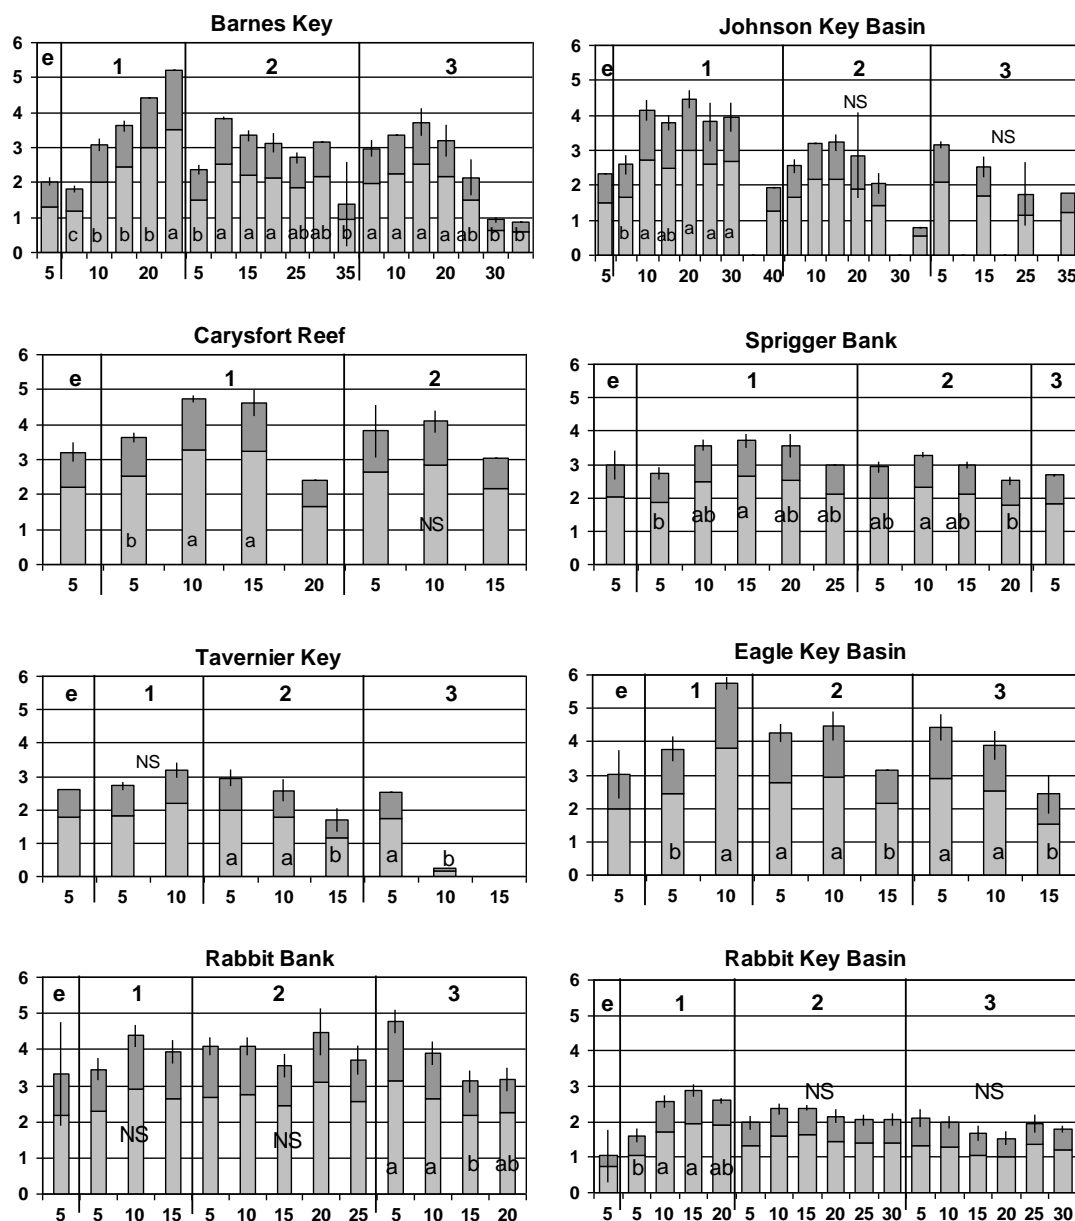 Barnes Key
6
5
4
3
2
1
0
e 1 2 3
c b b b a b a a a ab ab b a a a a ab b b
5 10 20 5 15 25 35 10 20 30
Johnson Key Basin
6
5
4
3
2
1
0
e 1 2 3
NS NS
b a ab a a a
5 10 20 30 40 10 20 30 5 15 25 35
Carysfort Reef
6
5
4
3
2
1
0
e 1 2
b a a NS
5 5 10 15 20 5 10 15
Sprigger Bank
6
5
4
3
2
1
0
e 1 2 3
b ab a ab ab ab a ab b
5 5 10 15 20 25 5 10 15 20 5
Tavernier Key
6
5
4
3
2
1
0
e 1 2 3
NS
a a b a b
5 5 10 5 10 15 5 10 15
Eagle Key Basin
6
5
4
3
2
1
0
e 1 2 3
b a a a b a a b
5 5 10 5 10 15 5 10 15
Rabbit Bank
6
5
4
3
2
1
0
e 1 2 3
NS NS
a a b ab
5 5 10 15 5 10 15 20 25 5 10 15 20
Rabbit Key Basin
6
5
4
3
2
1
0
e 1 2 3
NS NS
b a a ab
5 5 10 15 20 5 10 15 20 25 30 5 10 15 20 25 30